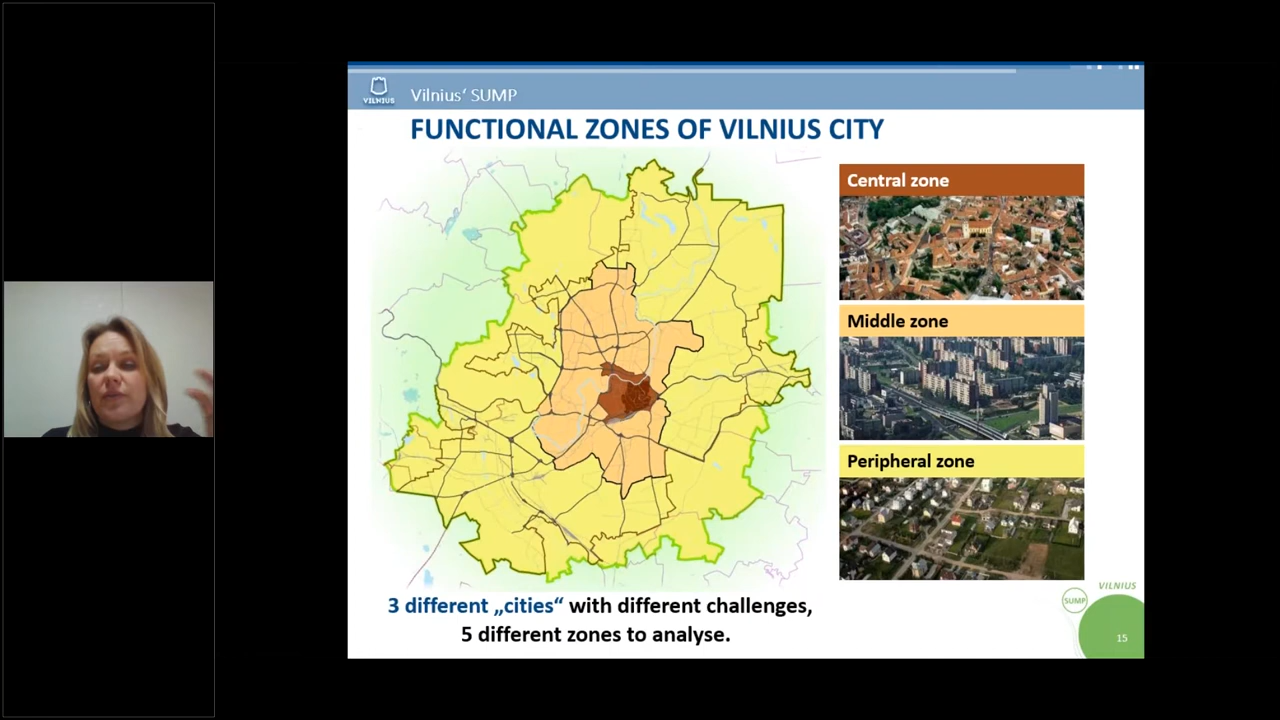 VILNIUS
Vilnius‘ SUMP
FUNCTIONAL ZONES OF VILNIUS CITY
Central zone
Middle zone
Peripheral zone
3 different „cities“ with different challenges,
5 different zones to analyse.
VILNIUS
SUMP
15